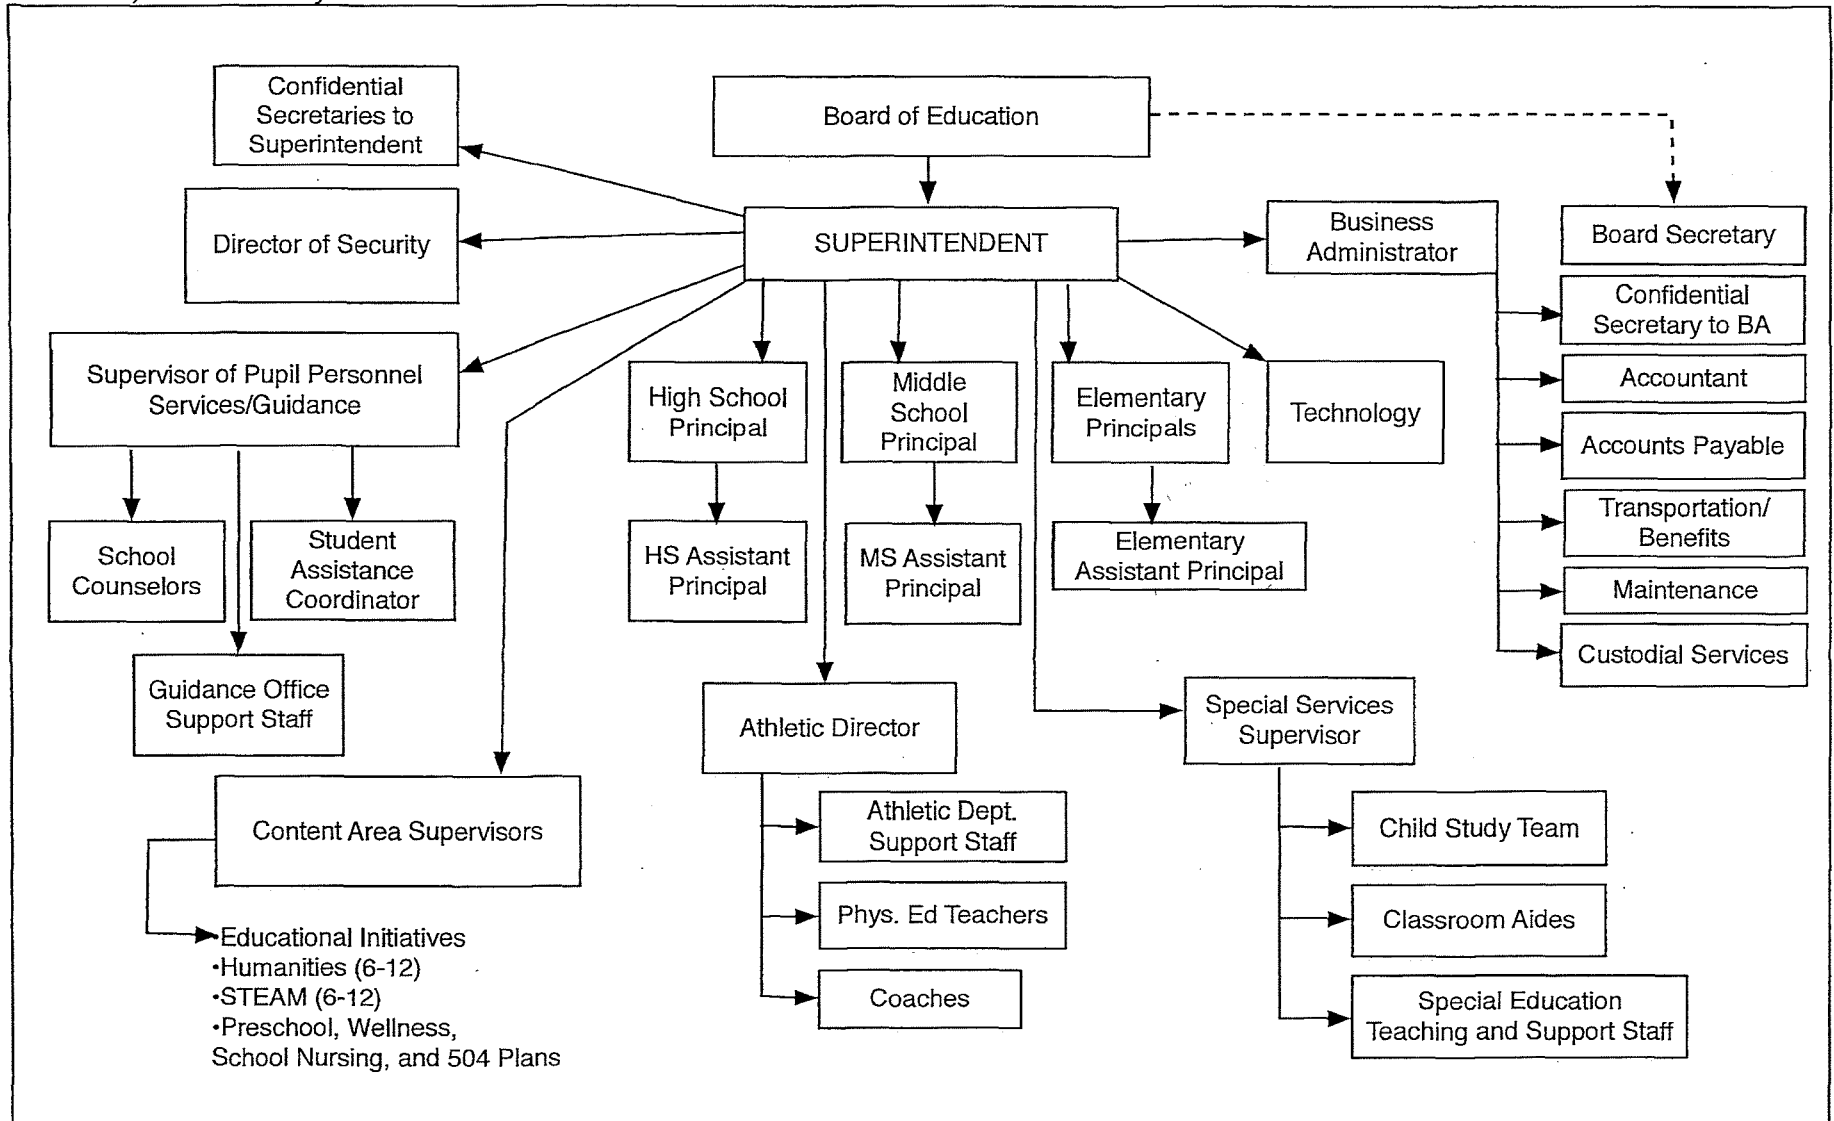 Confidential
Secretaries to
Superintendent
Board of Education
Director of Security
SUPERINTENDENT
Business
Administrator
Board Secretary
Confidential
Secretary to BA
Accountant
Accounts Payable
Transportation/
Benefits
Maintenance
Custodial Services
Supervisor of Pupil Personnel
Services/Guidance
High School
Principal
Middle
School
Principal
Elementary
Principals
Technology
School
Counselors
Student
Assistance
Coordinator
HS Assistant
Principal
MS Assistant
Principal
Elementary
Assistant Principal
Guidance Office
Support Staff
Athletic Director
Special Services
Supervisor
Content Area Supervisors
Athletic Dept.
Support Staff
Phys. Ed Teachers
Coaches
Child Study Team
Classroom Aides
Special Education
Teaching and Support Staff
•Educational Initiatives
•Humanities (6-12)
•STEAM (6-12)
•Preschool, Wellness,
School Nursing, and 504 Plans